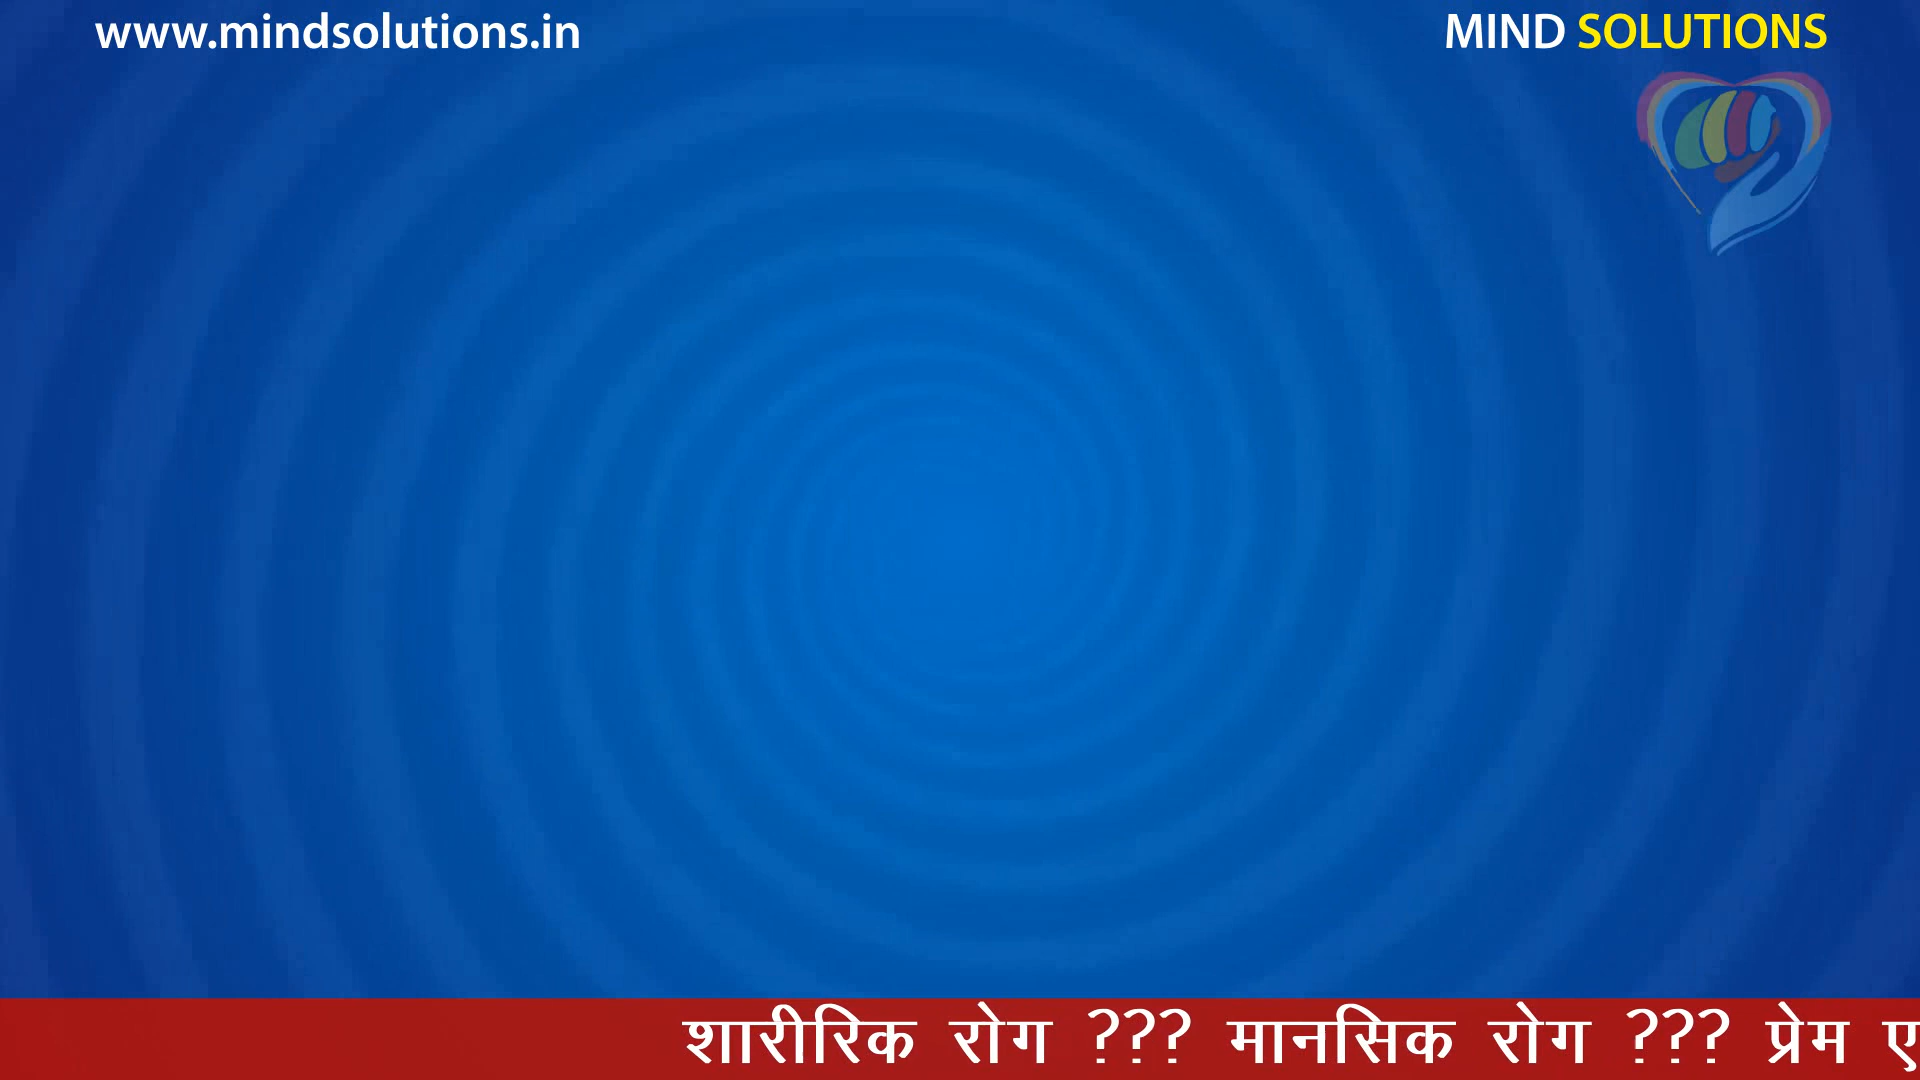 www.mindsolutions.in
MIND SOLUTIONS
शारीरिक रोग ??? मानसिक रोग ??? प्रेम ए